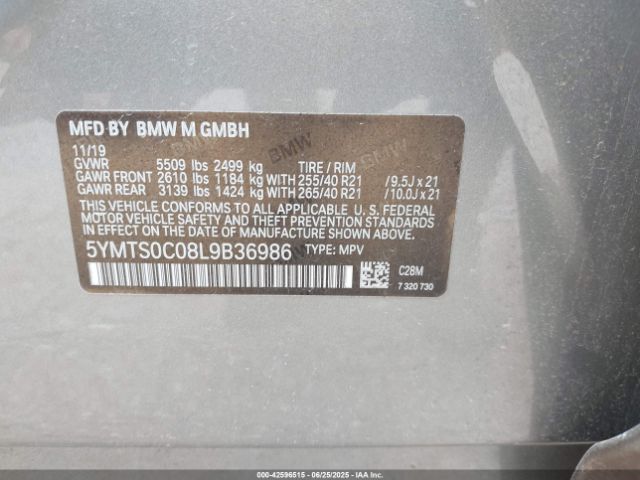 MFD BY BMW M GMBH
11/19
GVWR 5509 lbs 2499 kg TIRE / RIM
GAWR FRONT 2610 lbs 1184 kg WITH 255/40 R21 /9.5J x 21
GAWR REAR 3139 lbs 1424 kg WITH 265/40 R21 /10.0J x 21
THIS VEHICLE CONFORMS TO ALL APPLICABLE U. S. FEDERAL
MOTOR VEHICLE SAFETY AND THEFT PREVENTION STANDARDS
IN EFFECT ON THE DATE OF MANUFACTURE SHOWN ABOVE.
5YMTS0C08L9B36986 TYPE: MPV
C28M
7 320 730
000-42596515 - 06/25/2025 - IAAI.COM